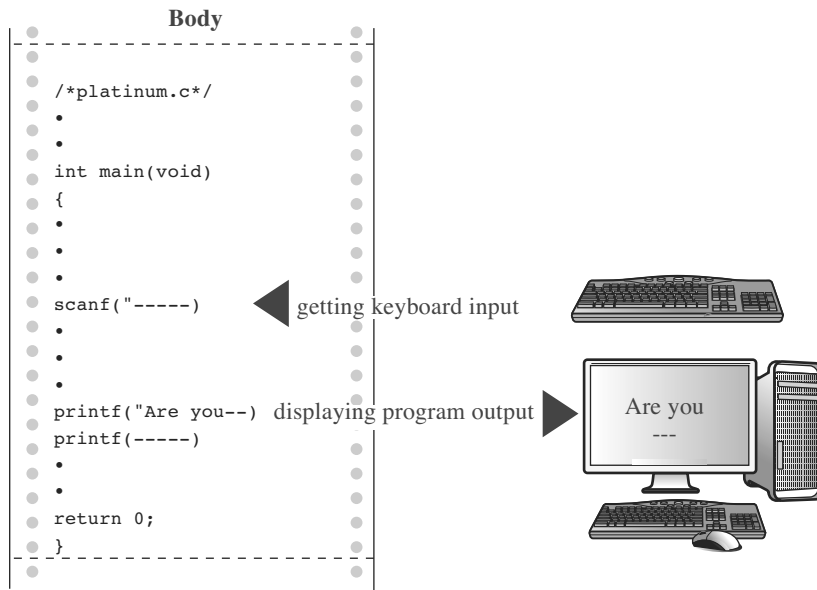 Body
/*platinum.c*/
•
•
int main(void)
{
•
•
•
scanf("-----)
getting keyboard input
•
•
•
printf("Are you--)
displaying program output
Are you
---
printf(-----)
•
•
return 0;
}